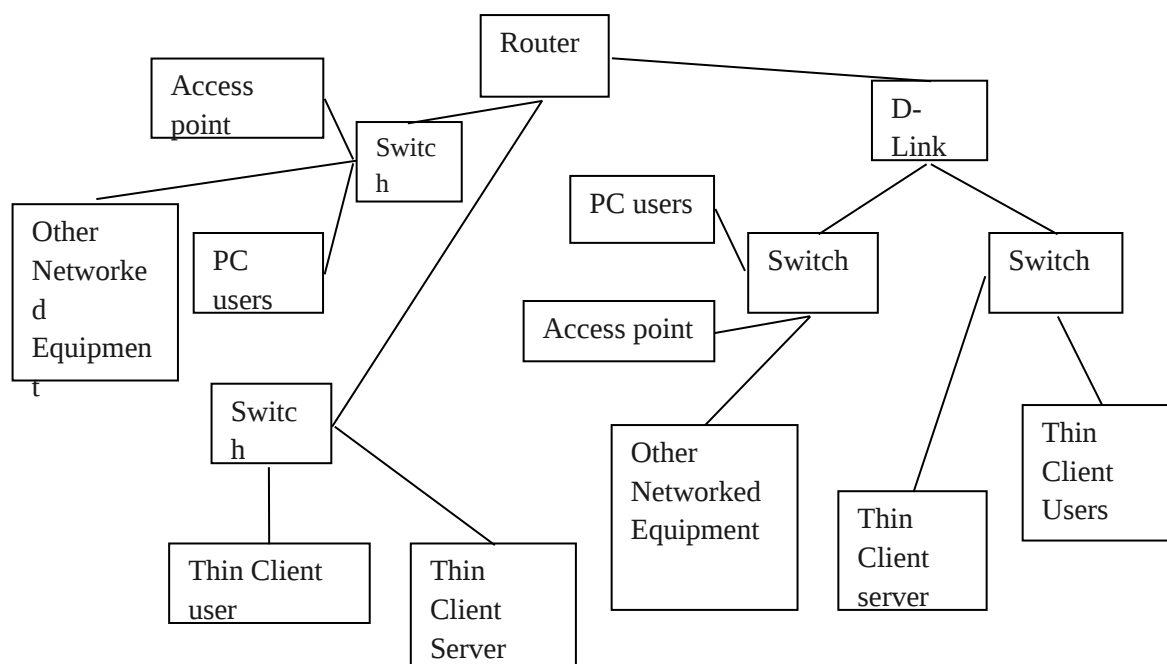 Router
Access
point
D-
Link
Switc
h
PC users
Other
Networke
d
Equipmen
t
PC
users
Switch
Switch
Access point
Switc
h
Other
Networked
Equipment
Thin
Client
Users
Thin
Client
server
Thin Client
user
Thin
Client
Server